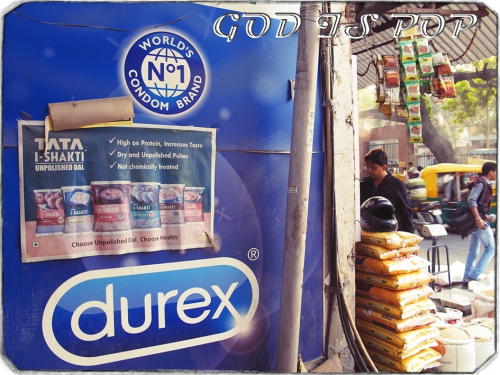 GOD IS POP
WORLD'S
Nº1
CONDOM BRAND
TATA
I-SHAKTI
UNPOLISHED DAL
✓ High on Protein, Increases Taste
✓ Dry and Unpolished Pulses
✓ Not chemically treated
Choose Unpolished Dal, Choose Health
durex®